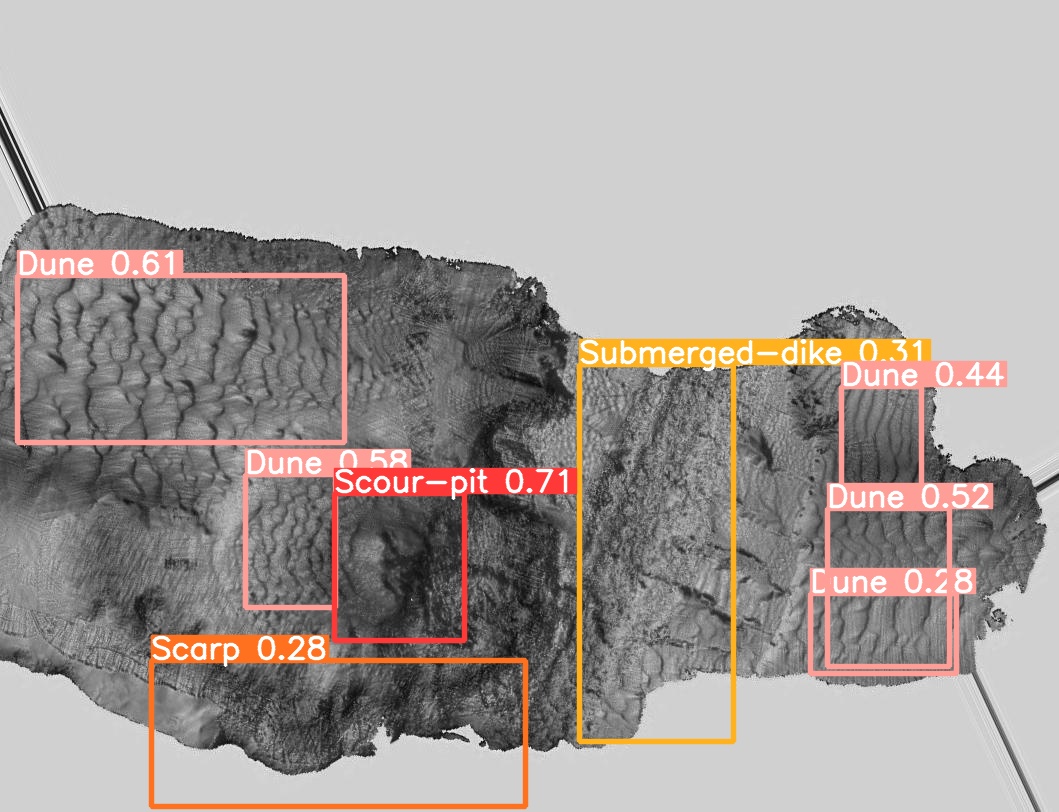 Dune 0.61
Submerged-dike 0.31
Dune 0.44
Dune 0.58
Scour-pit 0.71
Dune 0.52
Dune 0.28
Scarp 0.28